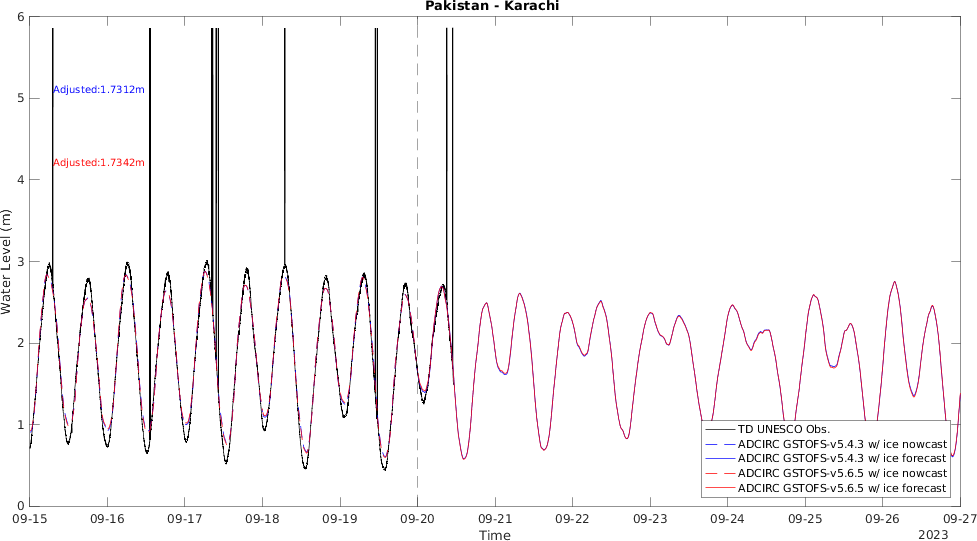 Pakistan - Karachi
6
5
4
3
2
1
0
Water Level (m)
Adjusted:1.7312m
Adjusted:1.7342m
TD UNESCO Obs.
ADCIRC GSTOFS-v5.4.3 w/ ice nowcast
ADCIRC GSTOFS-v5.4.3 w/ ice forecast
ADCIRC GSTOFS-v5.6.5 w/ ice nowcast
ADCIRC GSTOFS-v5.6.5 w/ ice forecast
09-15 09-16 09-17 09-18 09-19 09-20 09-21 09-22 09-23 09-24 09-25 09-26 09-27
Time
2023